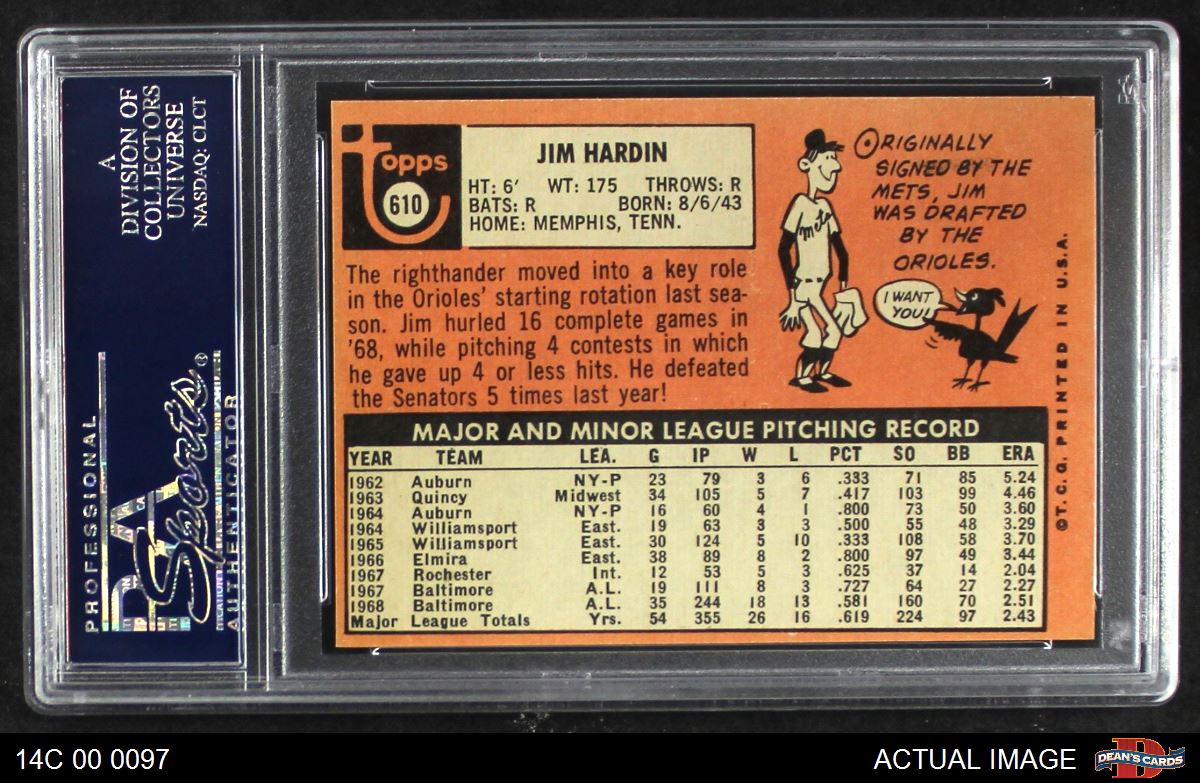 A
DIVISION OF
COLLECTORS
UNIVERSE
NASDAQ: CLCT
PROFESSIONAL
PSA
Sports®
AUTHENTICATOR
topps
610
JIM HARDIN
HT: 6′ WT: 175 THROWS: R
BATS: R BORN: 8/6/43
HOME: MEMPHIS, TENN.
The righthander moved into a key role
in the Orioles' starting rotation last sea-
son. Jim hurled 16 complete games in
'68, while pitching 4 contests in which
he gave up 4 or less hits. He defeated
the Senators 5 times last year!
Mets
ORIGINALLY
SIGNED BY THE
METS, JIM
WAS DRAFTED
BY THE
ORIOLES.
I WANT
YOU!
©T.C.G. PRINTED IN U.S.A.
MAJOR AND MINOR LEAGUE PITCHING RECORD
YEAR TEAM LEA. G IP W L PCT SO BB ERA
1962 Auburn NY-P 23 79 3 6 .333 71 85 5.24
1963 Quincy Midwest 34 105 5 7 .417 103 99 4.46
1964 Auburn NY-P 16 60 4 1 .800 73 50 3.60
1964 Williamsport East. 19 63 3 3 .500 55 48 3.29
1965 Williamsport East. 30 124 5 10 .333 108 58 3.70
1966 Elmira East. 38 89 8 2 .800 97 49 3.44
1967 Rochester Int. 12 53 5 3 .625 37 14 2.04
1967 Baltimore A.L. 19 111 8 3 .727 64 27 2.27
1968 Baltimore A.L. 35 244 18 13 .581 160 70 2.51
Major League Totals Yrs. 54 355 26 16 .619 224 97 2.43
14C 00 0097
ACTUAL IMAGE
DEAN'S CARDS